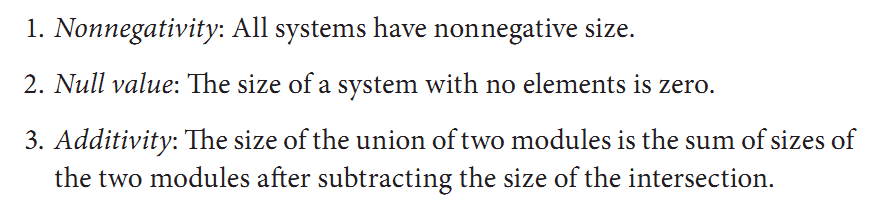 1. Nonnegativity: All systems have nonnegative size.
2. Null value: The size of a system with no elements is zero.
3. Additivity: The size of the union of two modules is the sum of sizes of
the two modules after subtracting the size of the intersection.